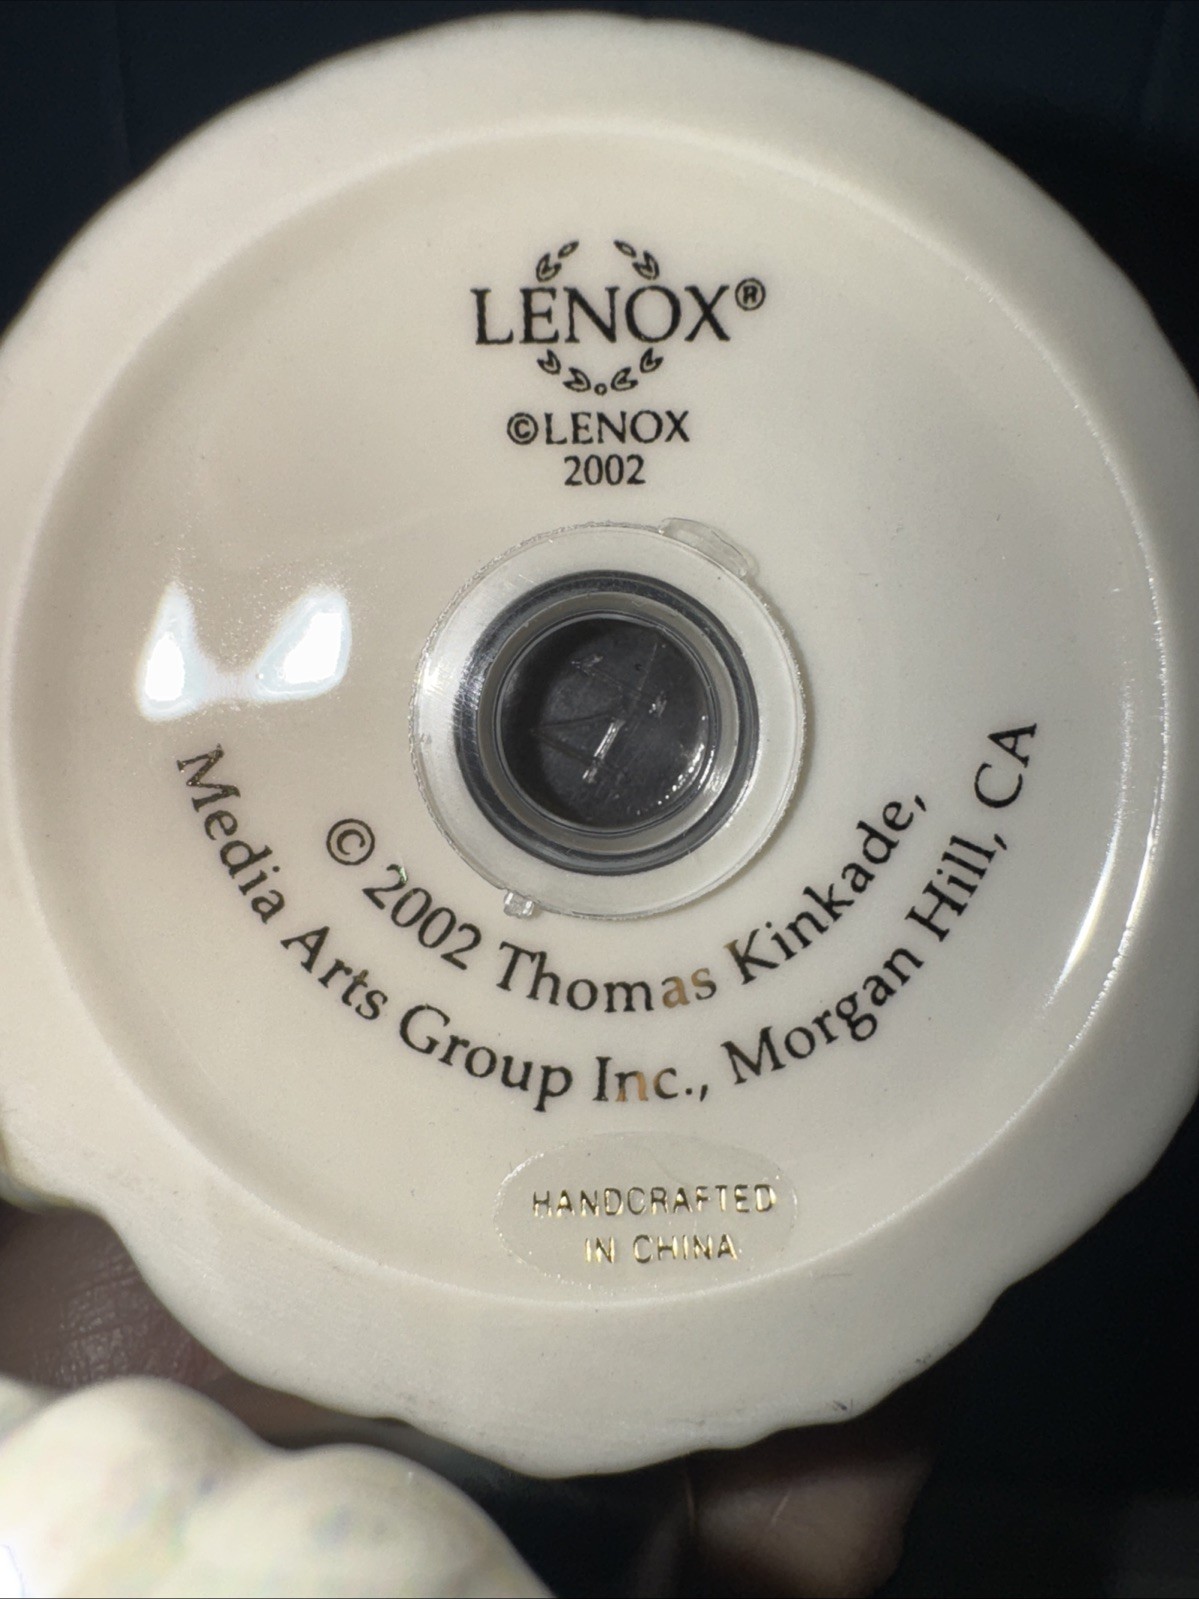 LENOX®
©LENOX
2002
© 2002 Thomas Kinkade,
Media Arts Group Inc., Morgan Hill, CA
HANDCRAFTED
IN CHINA